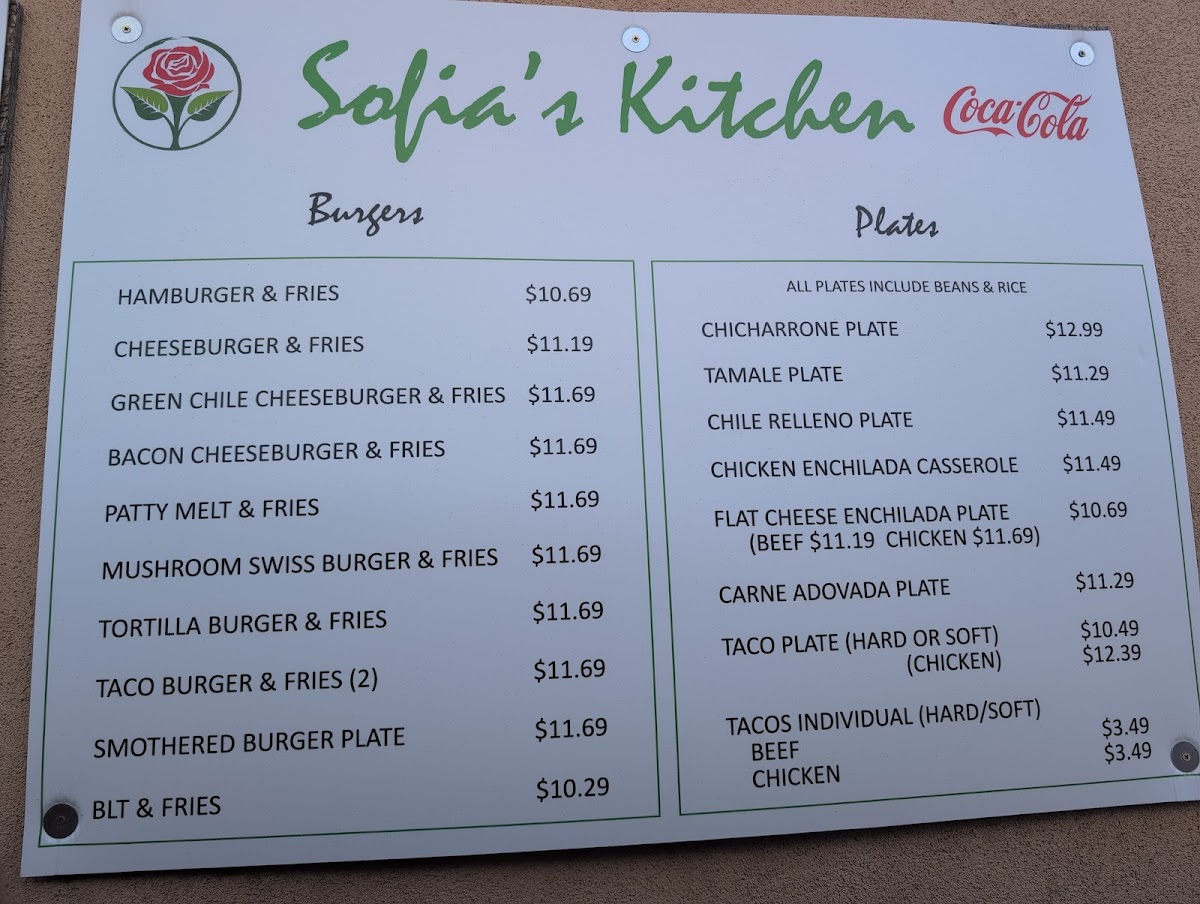 Sofia's Kitchen
Coca-Cola
Burgers
HAMBURGER & FRIES $10.69
CHEESEBURGER & FRIES $11.19
GREEN CHILE CHEESEBURGER & FRIES $11.69
BACON CHEESEBURGER & FRIES $11.69
PATTY MELT & FRIES $11.69
MUSHROOM SWISS BURGER & FRIES $11.69
TORTILLA BURGER & FRIES $11.69
TACO BURGER & FRIES (2) $11.69
SMOTHERED BURGER PLATE $11.69
BLT & FRIES $10.29
Plates
ALL PLATES INCLUDE BEANS & RICE
CHICHARRONE PLATE $12.99
TAMALE PLATE $11.29
CHILE RELLENO PLATE $11.49
CHICKEN ENCHILADA CASSEROLE $11.49
FLAT CHEESE ENCHILADA PLATE $10.69
(BEEF $11.19 CHICKEN $11.69)
CARNE ADOVADA PLATE $11.29
TACO PLATE (HARD OR SOFT) $10.49
(CHICKEN) $12.39
TACOS INDIVIDUAL (HARD/SOFT)
BEEF $3.49
CHICKEN $3.49